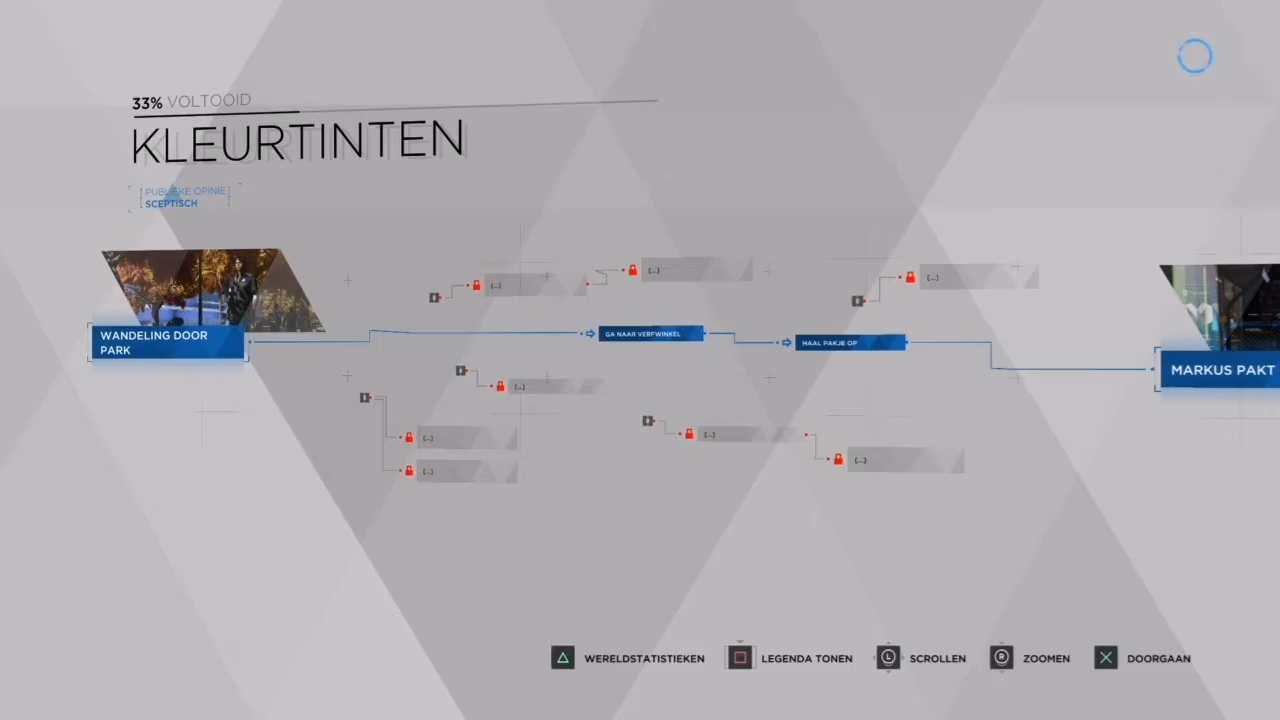 33% VOLTOOID
KLEURTINTEN
PUBLIEKE OPINIE
SCEPTISCH
[...]
[...]
[...]
WANDELING DOOR
PARK
GA NAAR VERFWINKEL
HAAL PAKJE OP
MARKUS PAKT
[...]
[...]
[...]
[...]
[...]
WERELDSTATISTIEKEN
LEGENDA TONEN
L
SCROLLEN
R
ZOOMEN
DOORGAAN